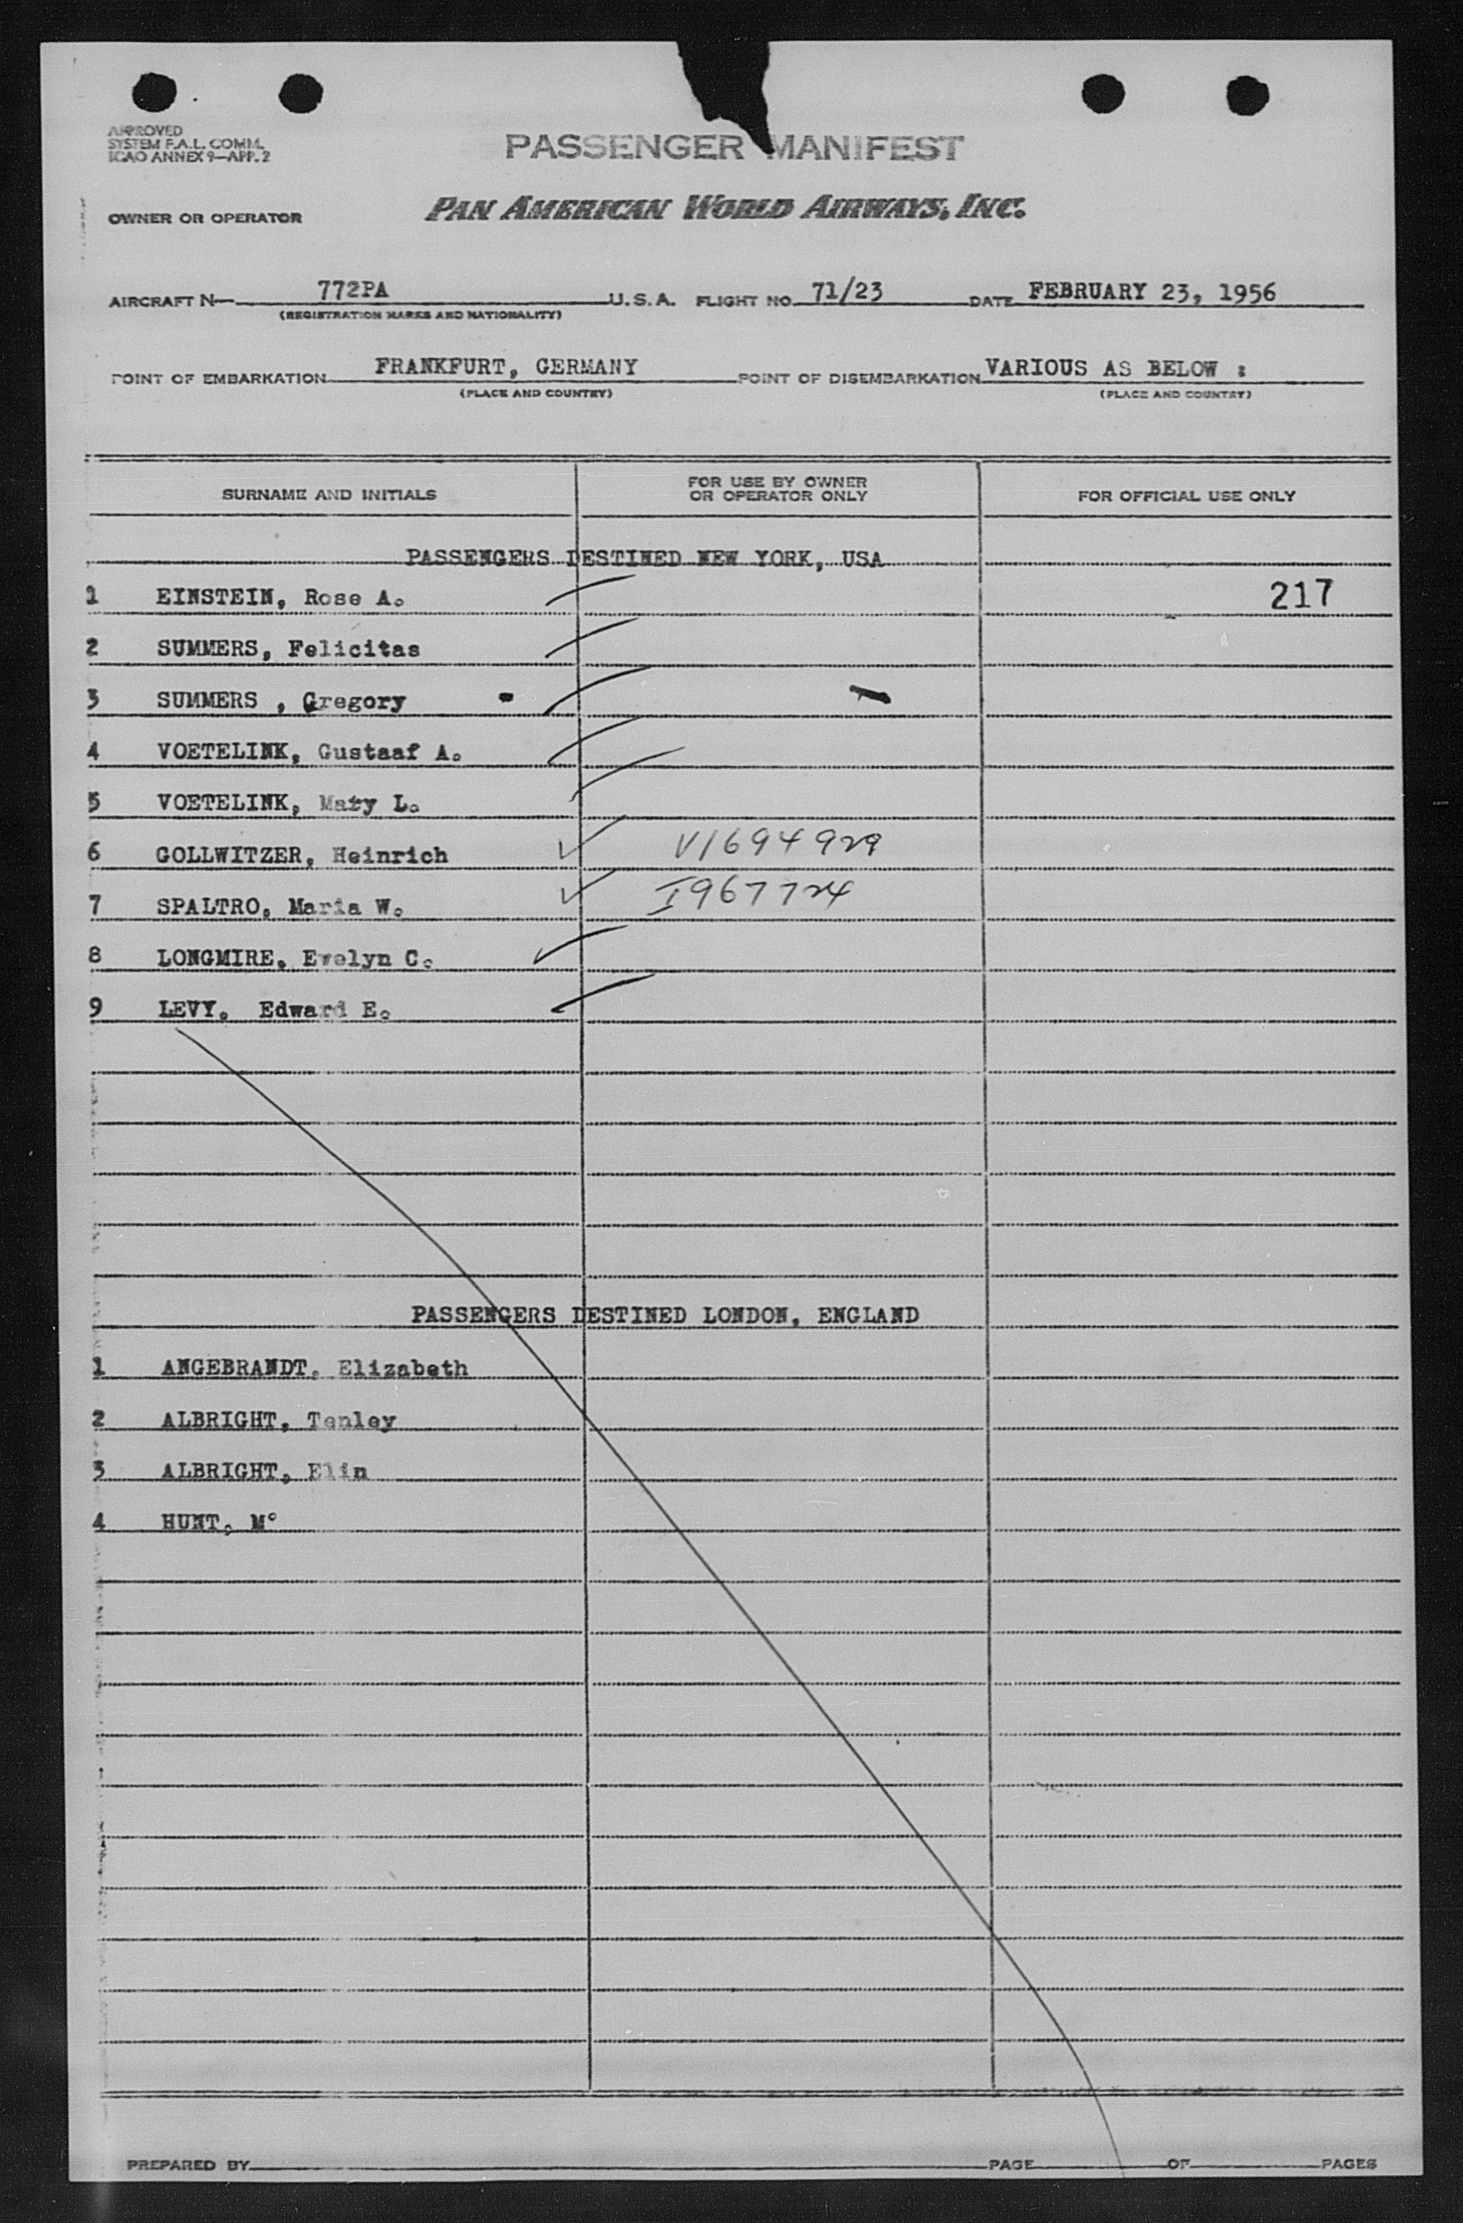 APPROVED
SYSTEM F.A.L. COMM.
ICAO ANNEX 9—APP. 2
PASSENGER MANIFEST
OWNER OR OPERATOR PAN AMERICAN WORLD AIRWAYS, INC.
AIRCRAFT N— 772PA U.S.A. FLIGHT NO. 71/23 DATE FEBRUARY 23, 1956
(REGISTRATION MARKS AND NATIONALITY)
POINT OF EMBARKATION FRANKFURT, GERMANY POINT OF DISEMBARKATION VARIOUS AS BELOW :
(PLACE AND COUNTRY) (PLACE AND COUNTRY)
SURNAME AND INITIALS FOR USE BY OWNER OR OPERATOR ONLY FOR OFFICIAL USE ONLY
PASSENGERS DESTINED NEW YORK, USA
1 EINSTEIN, Rose A. 217
2 SUMMERS, Felicitas
3 SUMMERS , Gregory
4 VOETELINK, Gustaaf A.
5 VOETELINK, Mary L.
6 GOLLWITZER, Heinrich V1694929
7 SPALTRO, Maria W. I967724
8 LONGMIRE, Evelyn C.
9 LEVY, Edward E.
PASSENGERS DESTINED LONDON, ENGLAND
1 ANGEBRANDT, Elizabeth
2 ALBRIGHT, Tenley
3 ALBRIGHT, Elin
4 HUNT, M.
PREPARED BY PAGE OF PAGES